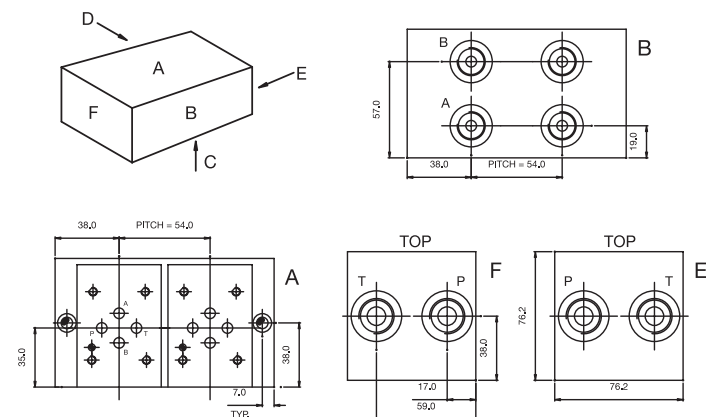 D
A
E
F
B
C
B
B
A
57.0
19.0
38.0
PITCH = 54.0
38.0
PITCH = 54.0
A
A
P
T
B
35.0
38.0
7.0
TYP.
TOP
F
T
P
38.0
17.0
59.0
TOP
E
P
T
76.2
76.2